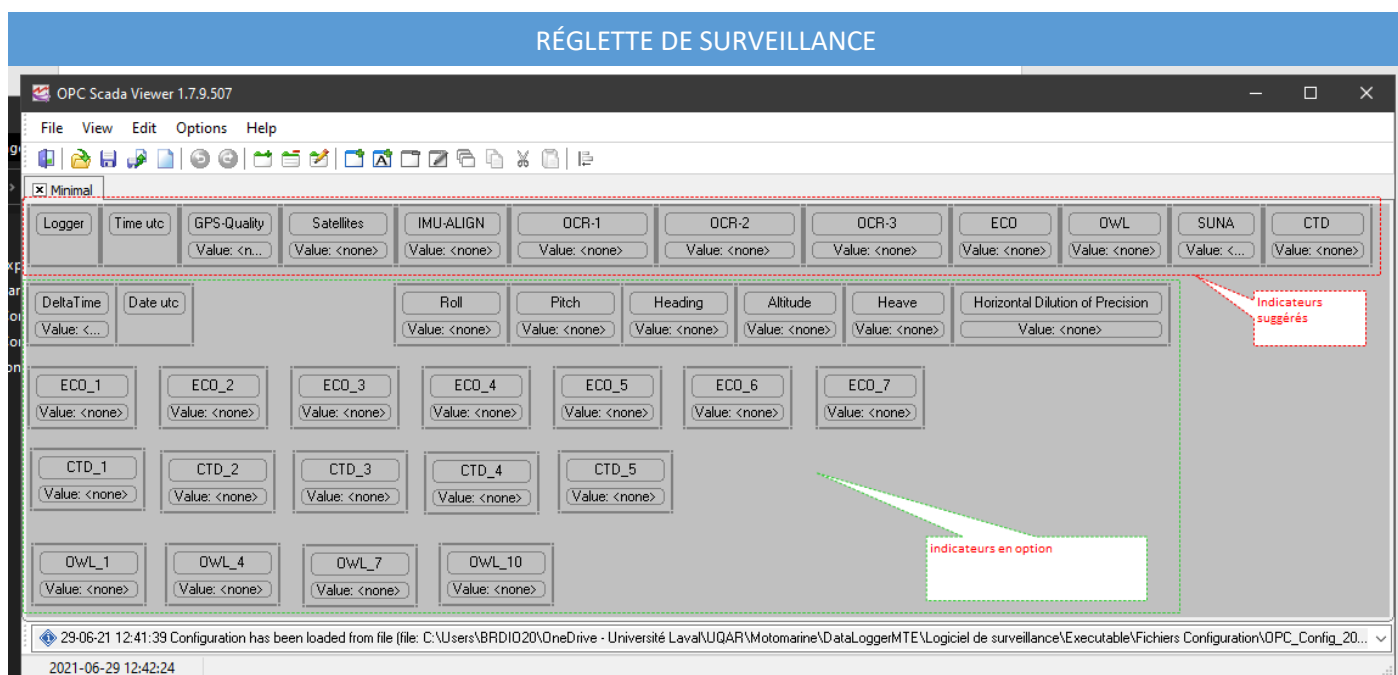 RÉGLETTE DE SURVEILLANCE
OPC Scada Viewer 1.7.9.507
File View Edit Options Help
Minimal
Logger Time utc GPS-Quality Satellites IMU-ALIGN OCR-1 OCR-2 OCR-3 ECO OWL SUNA CTD
Value: <n... Value: <none> Value: <none> Value: <none> Value: <none> Value: <none> Value: <none> Value: <none> Value: <... Value: <none>
DeltaTime Date utc Roll Pitch Heading Altitude Heave Horizontal Dilution of Precision
Value: <... Value: <none> Value: <none> Value: <none> Value: <none> Value: <none> Value: <none>
Indicateurs
suggérés
ECO_1 ECO_2 ECO_3 ECO_4 ECO_5 ECO_6 ECO_7
Value: <none> Value: <none> Value: <none> Value: <none> Value: <none> Value: <none> Value: <none>
CTD_1 CTD_2 CTD_3 CTD_4 CTD_5
Value: <none> Value: <none> Value: <none> Value: <none> Value: <none>
indicateurs en option
OWL_1 OWL_4 OWL_7 OWL_10
Value: <none> Value: <none> Value: <none> Value: <none>
29-06-21 12:41:39 Configuration has been loaded from file (file: C:\Users\BRDIO20\OneDrive - Université Laval\UQAR\Motomarine\DataLoggerMTE\Logiciel de surveillance\Executable\Fichiers Configuration\OPC_Config_20...
2021-06-29 12:42:24